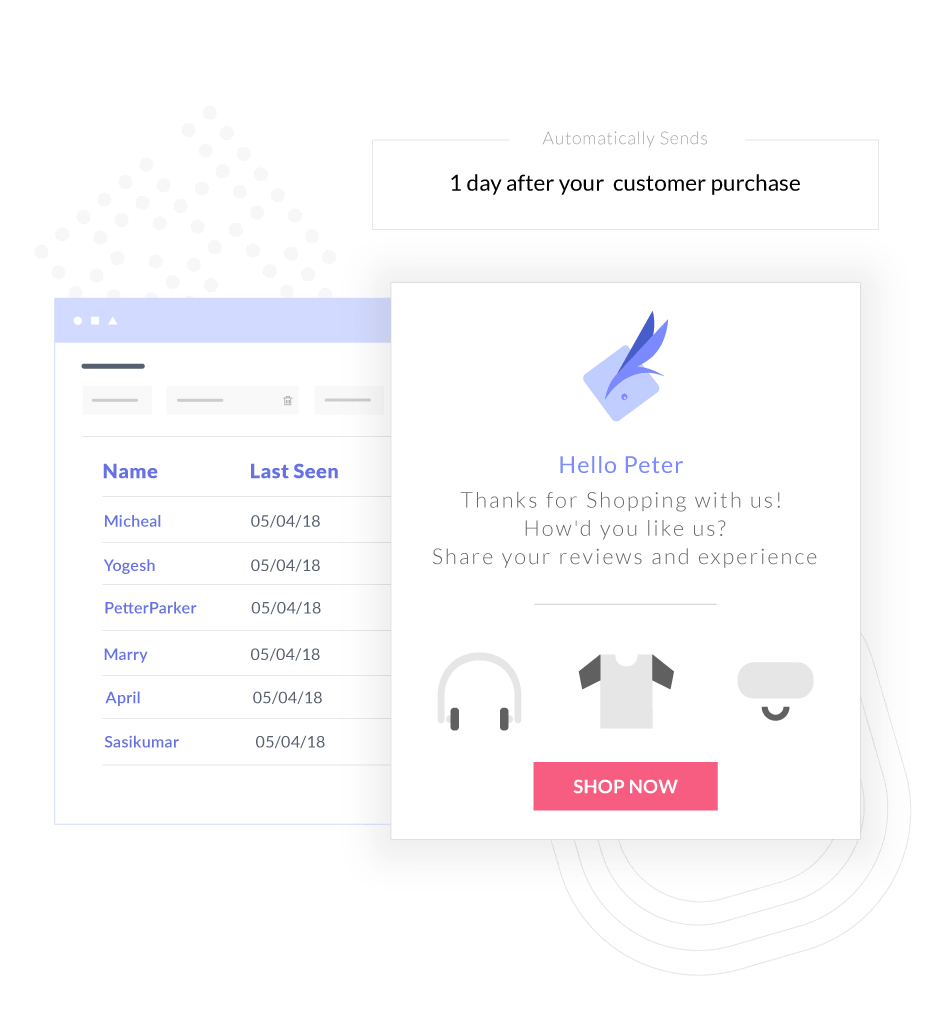 Automatically Sends
1 day after your customer purchase
Name Last Seen
Micheal 05/04/18
Yogesh 05/04/18
PetterParker 05/04/18
Marry 05/04/18
April 05/04/18
Sasikumar 05/04/18
Hello Peter
Thanks for Shopping with us!
How'd you like us?
Share your reviews and experience
SHOP NOW